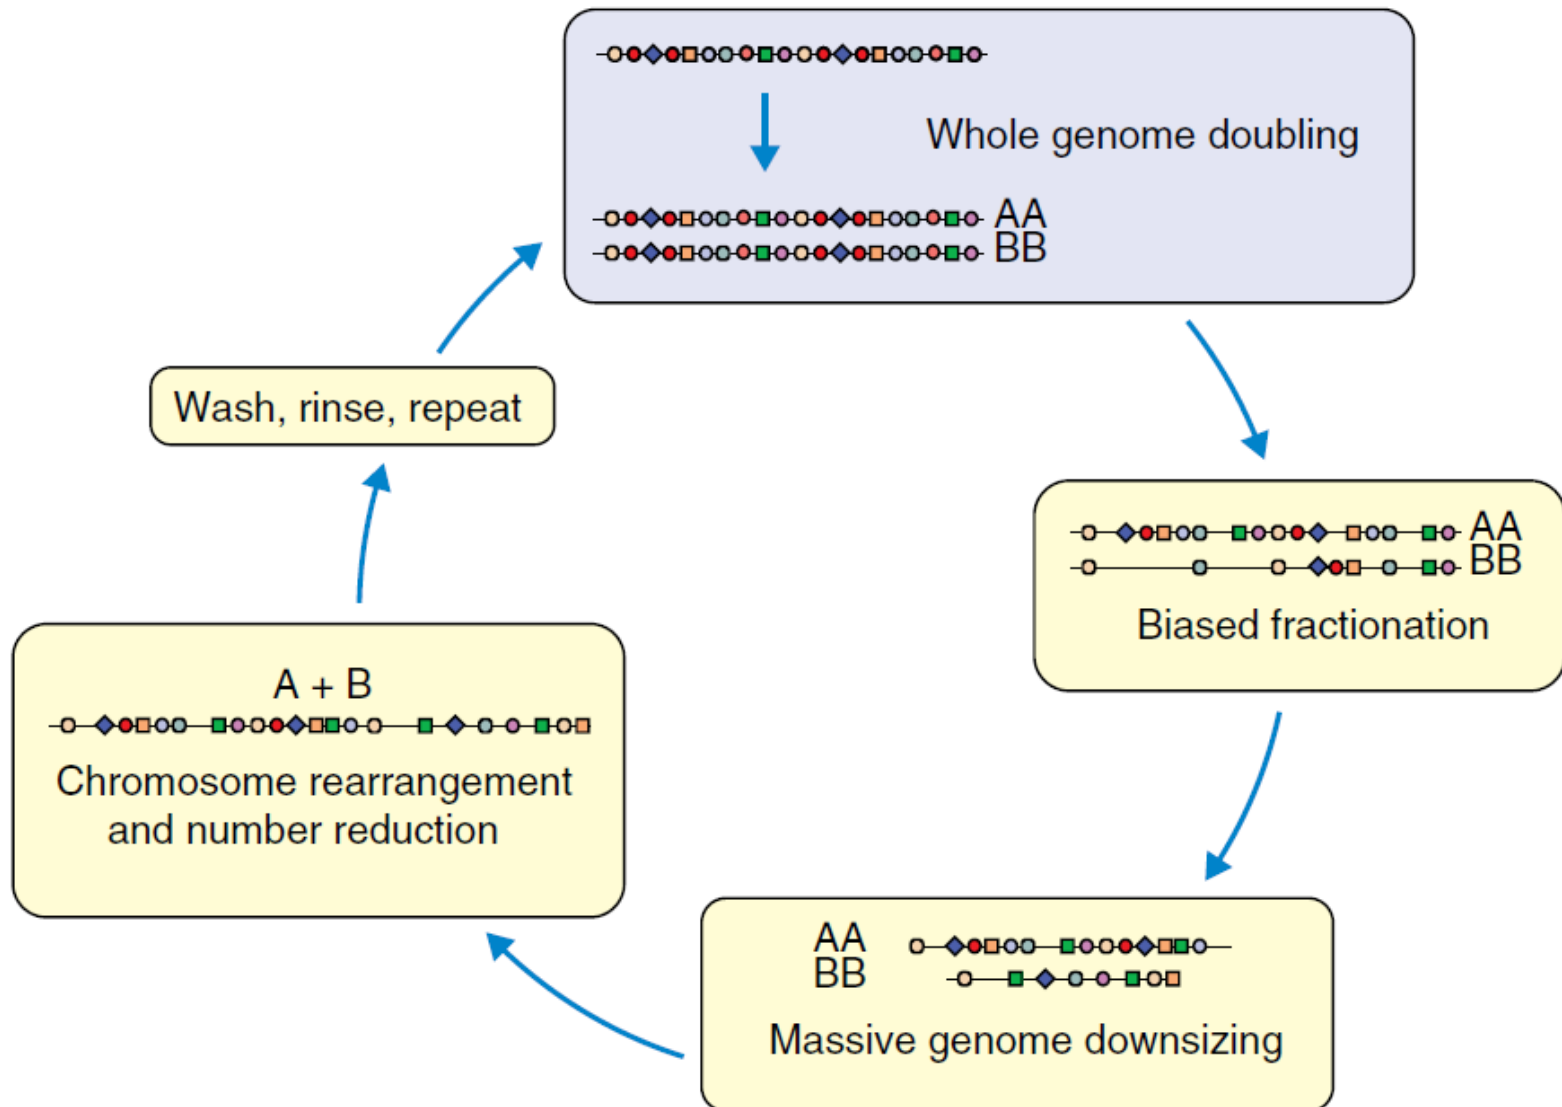 Whole genome doubling
AA
BB
AA
BB
Biased fractionation
AA
BB
Massive genome downsizing
A + B
Chromosome rearrangement
and number reduction
Wash, rinse, repeat